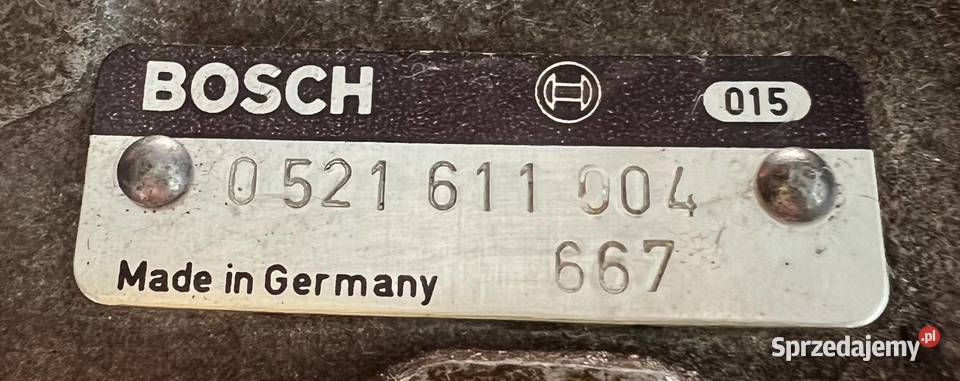 BOSCH 015
0 521 611 004
667
Made in Germany
Sprzedajemy.pl